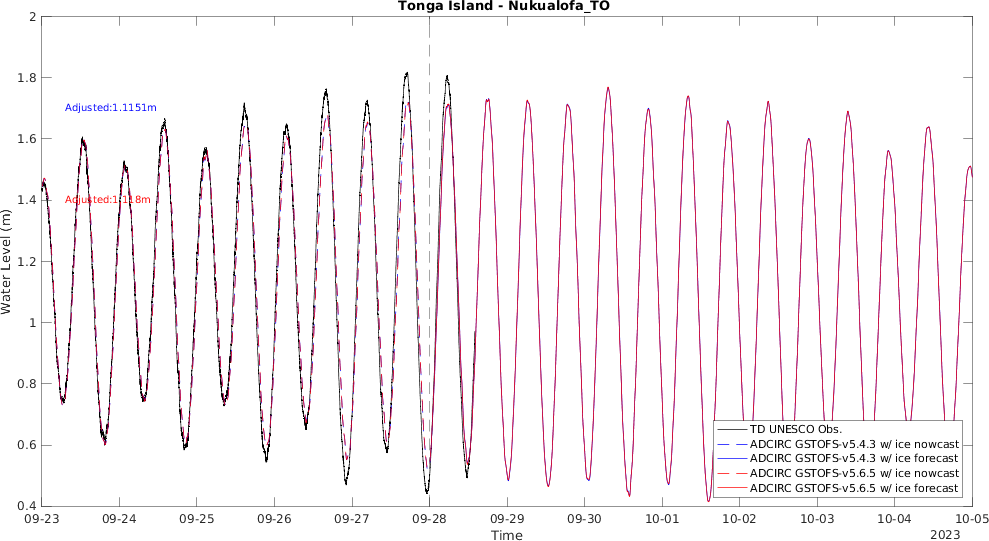 Tonga Island - Nukualofa_TO
2
1.8
1.6
1.4
1.2
1
0.8
0.6
0.4
Water Level (m)
Adjusted:1.1151m
Adjusted:1.118m
TD UNESCO Obs.
ADCIRC GSTOFS-v5.4.3 w/ ice nowcast
ADCIRC GSTOFS-v5.4.3 w/ ice forecast
ADCIRC GSTOFS-v5.6.5 w/ ice nowcast
ADCIRC GSTOFS-v5.6.5 w/ ice forecast
09-23 09-24 09-25 09-26 09-27 09-28 09-29 09-30 10-01 10-02 10-03 10-04 10-05
Time
2023